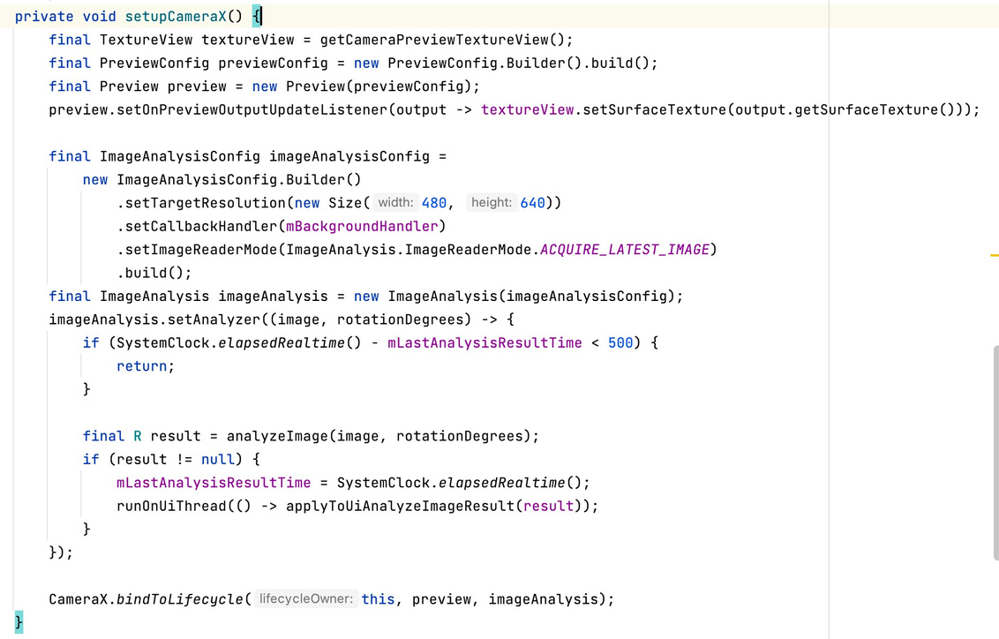 private void setupCameraX() {
    final TextureView textureView = getCameraPreviewTextureView();
    final PreviewConfig previewConfig = new PreviewConfig.Builder().build();
    final Preview preview = new Preview(previewConfig);
    preview.setOnPreviewOutputUpdateListener(output -> textureView.setSurfaceTexture(output.getSurfaceTexture()));

    final ImageAnalysisConfig imageAnalysisConfig =
        new ImageAnalysisConfig.Builder()
            .setTargetResolution(new Size( width: 480,  height: 640))
            .setCallbackHandler(mBackgroundHandler)
            .setImageReaderMode(ImageAnalysis.ImageReaderMode.ACQUIRE_LATEST_IMAGE)
            .build();
    final ImageAnalysis imageAnalysis = new ImageAnalysis(imageAnalysisConfig);
    imageAnalysis.setAnalyzer((image, rotationDegrees) -> {
        if (SystemClock.elapsedRealtime() - mLastAnalysisResultTime < 500) {
            return;
        }

        final R result = analyzeImage(image, rotationDegrees);
        if (result != null) {
            mLastAnalysisResultTime = SystemClock.elapsedRealtime();
            runOnUiThread(() -> applyToUiAnalyzeImageResult(result));
        }
    });

    CameraX.bindToLifecycle( lifecycleOwner: this, preview, imageAnalysis);
}